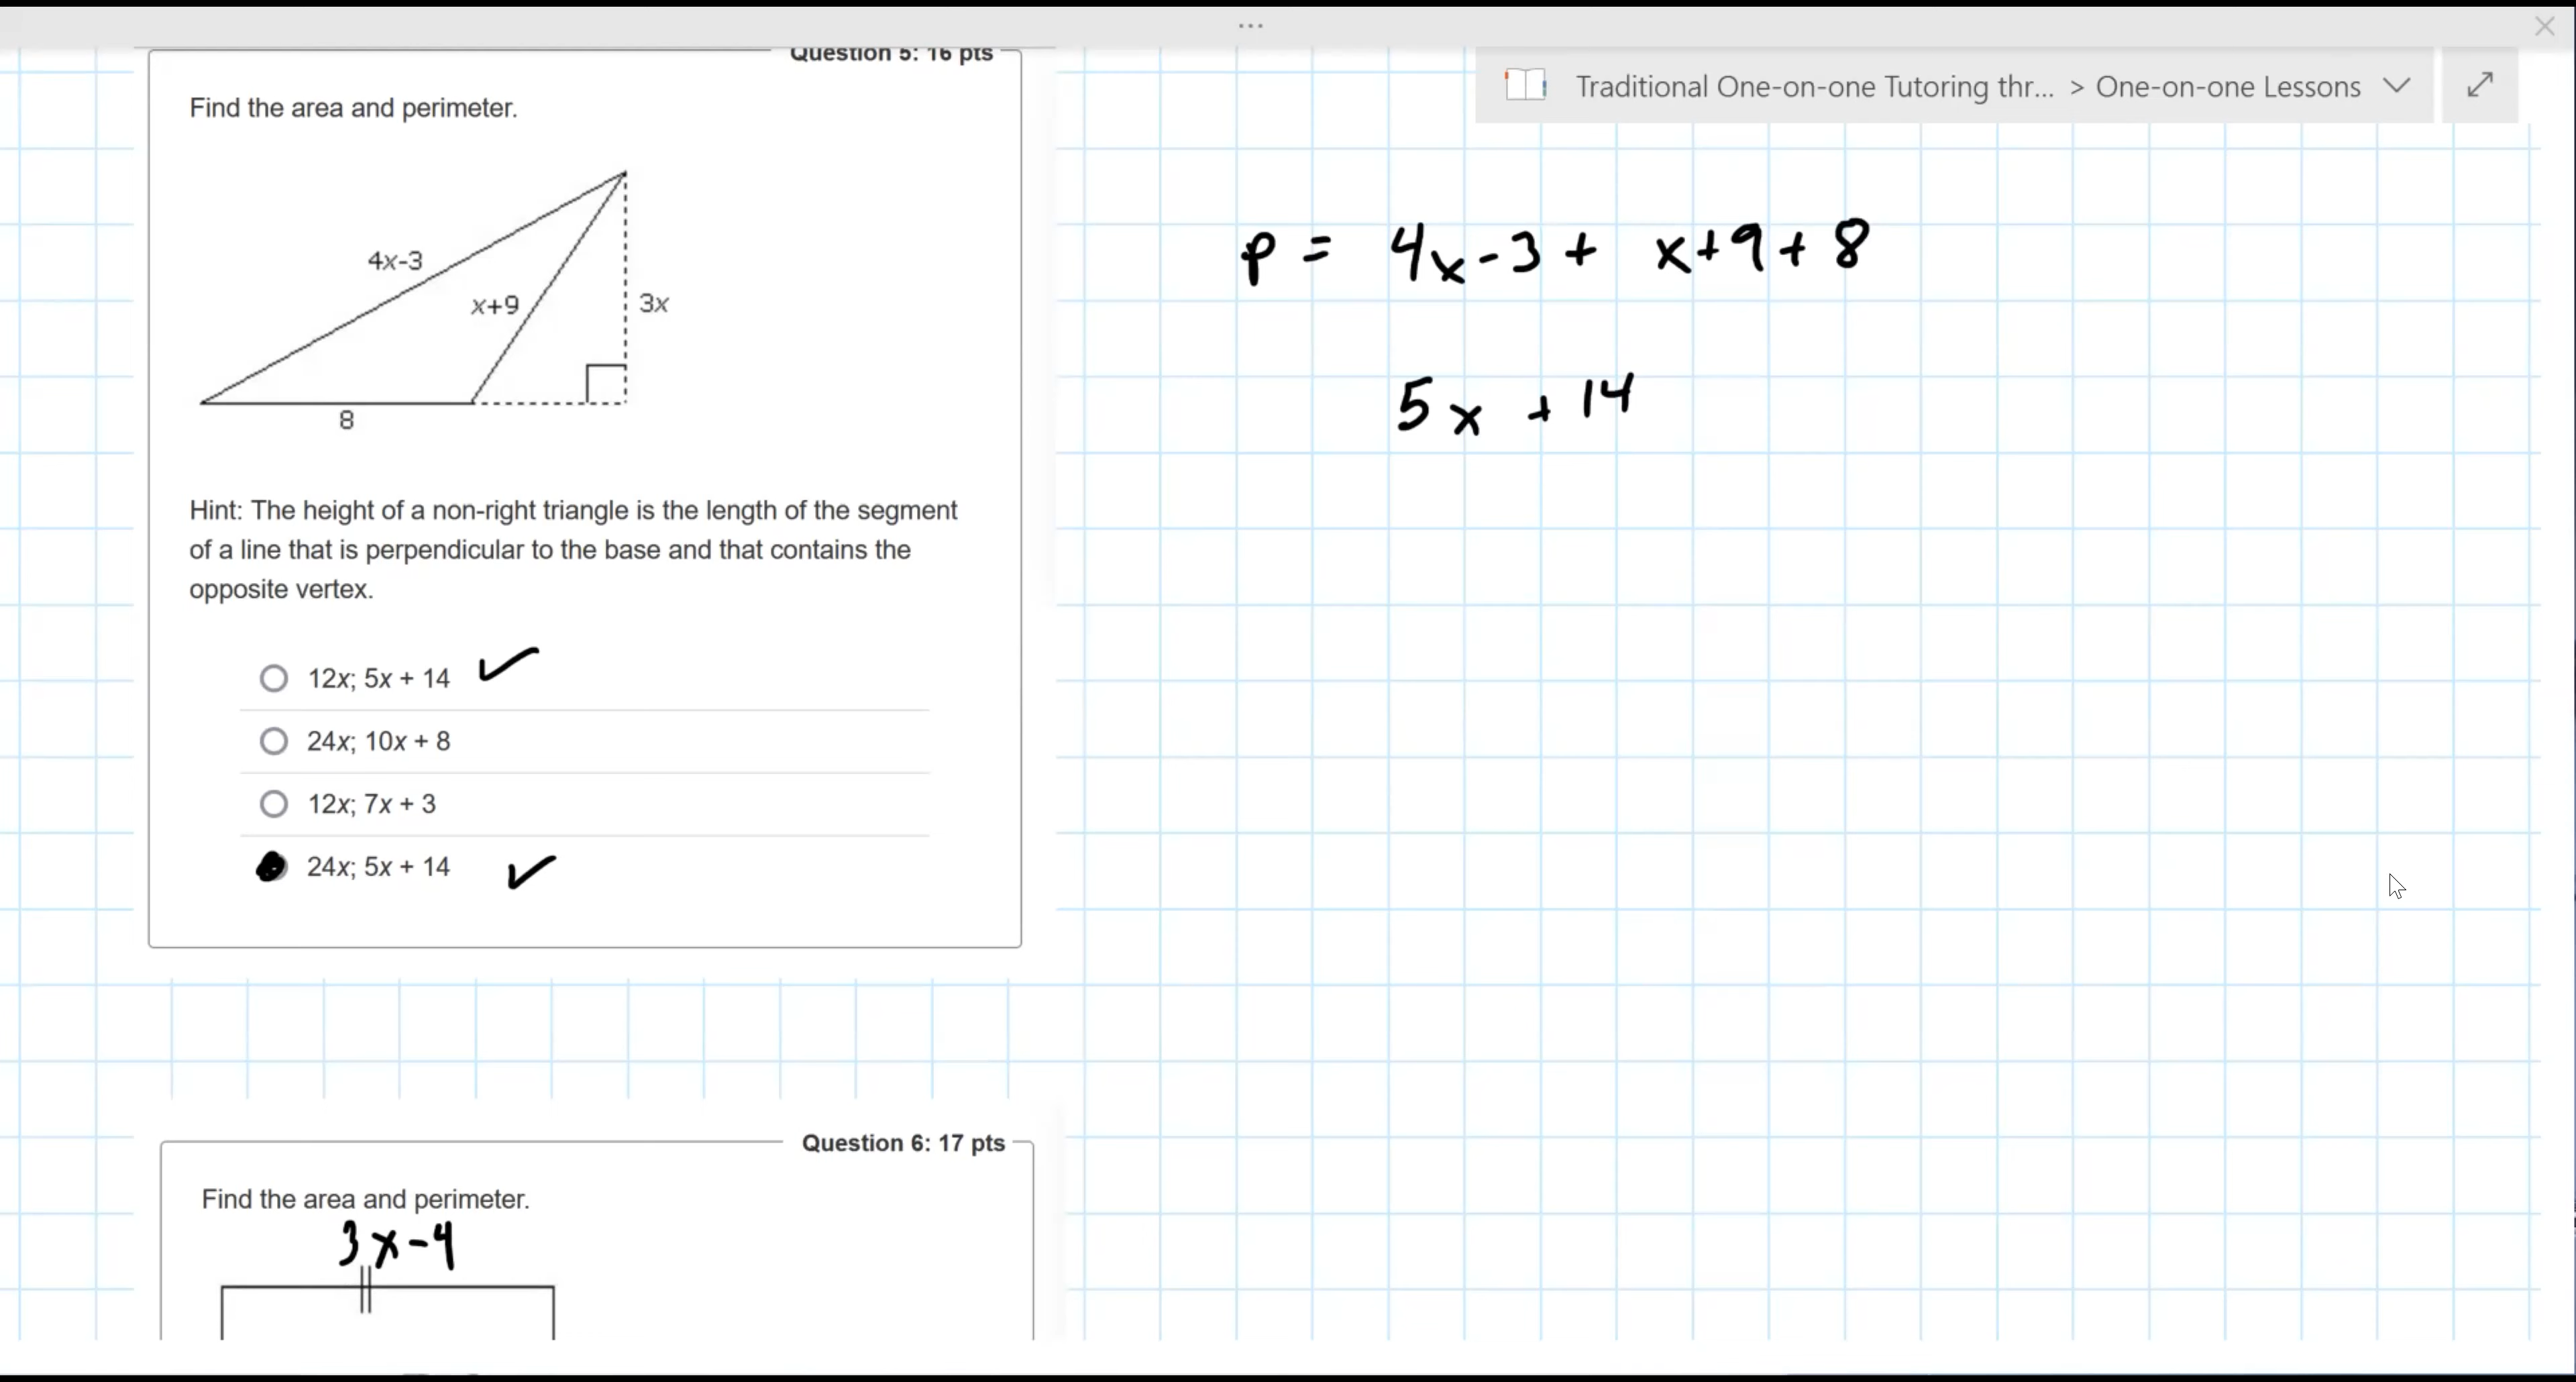 Question 5: 16 pts
Traditional One-on-one Tutoring thr... > One-on-one Lessons
Find the area and perimeter.
4x-3
x+9
3x
8
p = 4x-3 + x+9+8
5x + 14
Hint: The height of a non-right triangle is the length of the segment
of a line that is perpendicular to the base and that contains the
opposite vertex.
12x; 5x + 14
24x; 10x + 8
12x; 7x + 3
24x; 5x + 14
Question 6: 17 pts
Find the area and perimeter.
3x-4